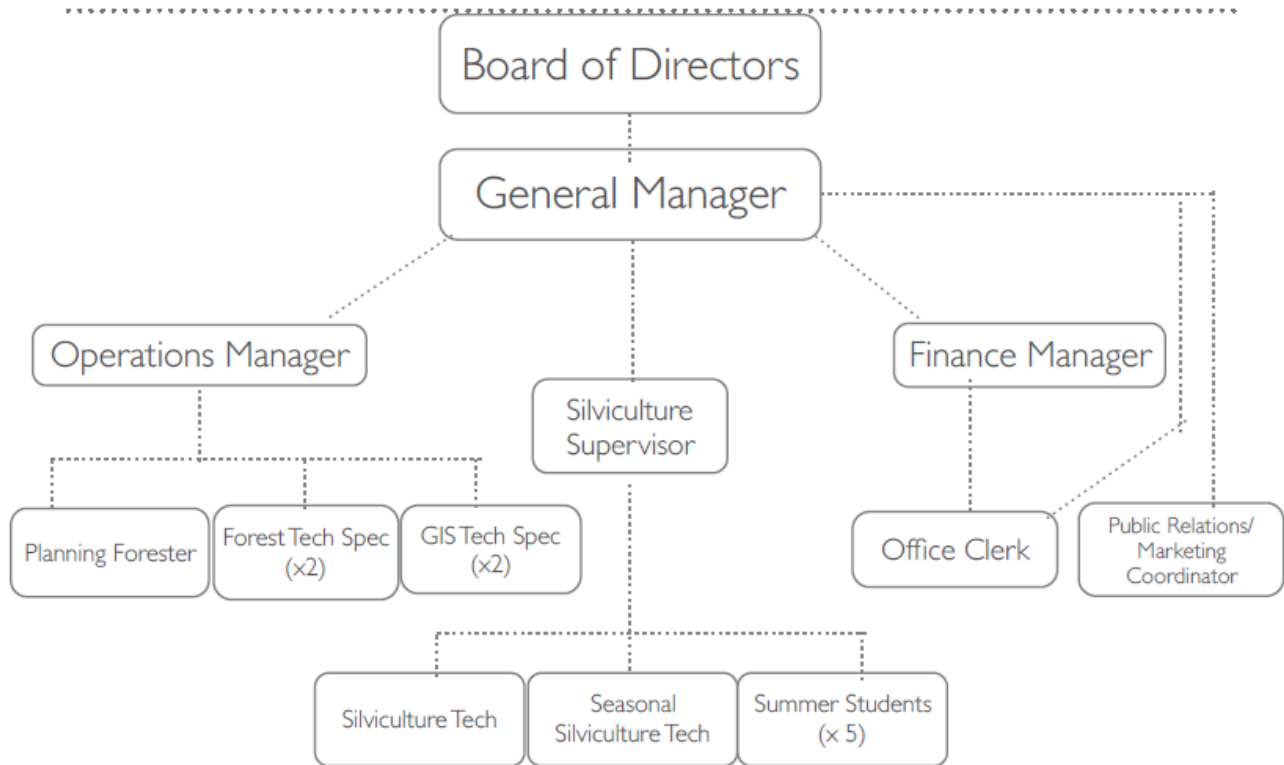 Board of Directors
General Manager
Operations Manager
Finance Manager
Silviculture
Supervisor
Planning Forester
Forest Tech Spec
(x2)
GIS Tech Spec
(x2)
Office Clerk
Public Relations/
Marketing
Coordinator
Silviculture Tech
Seasonal
Silviculture Tech
Summer Students
(x 5)